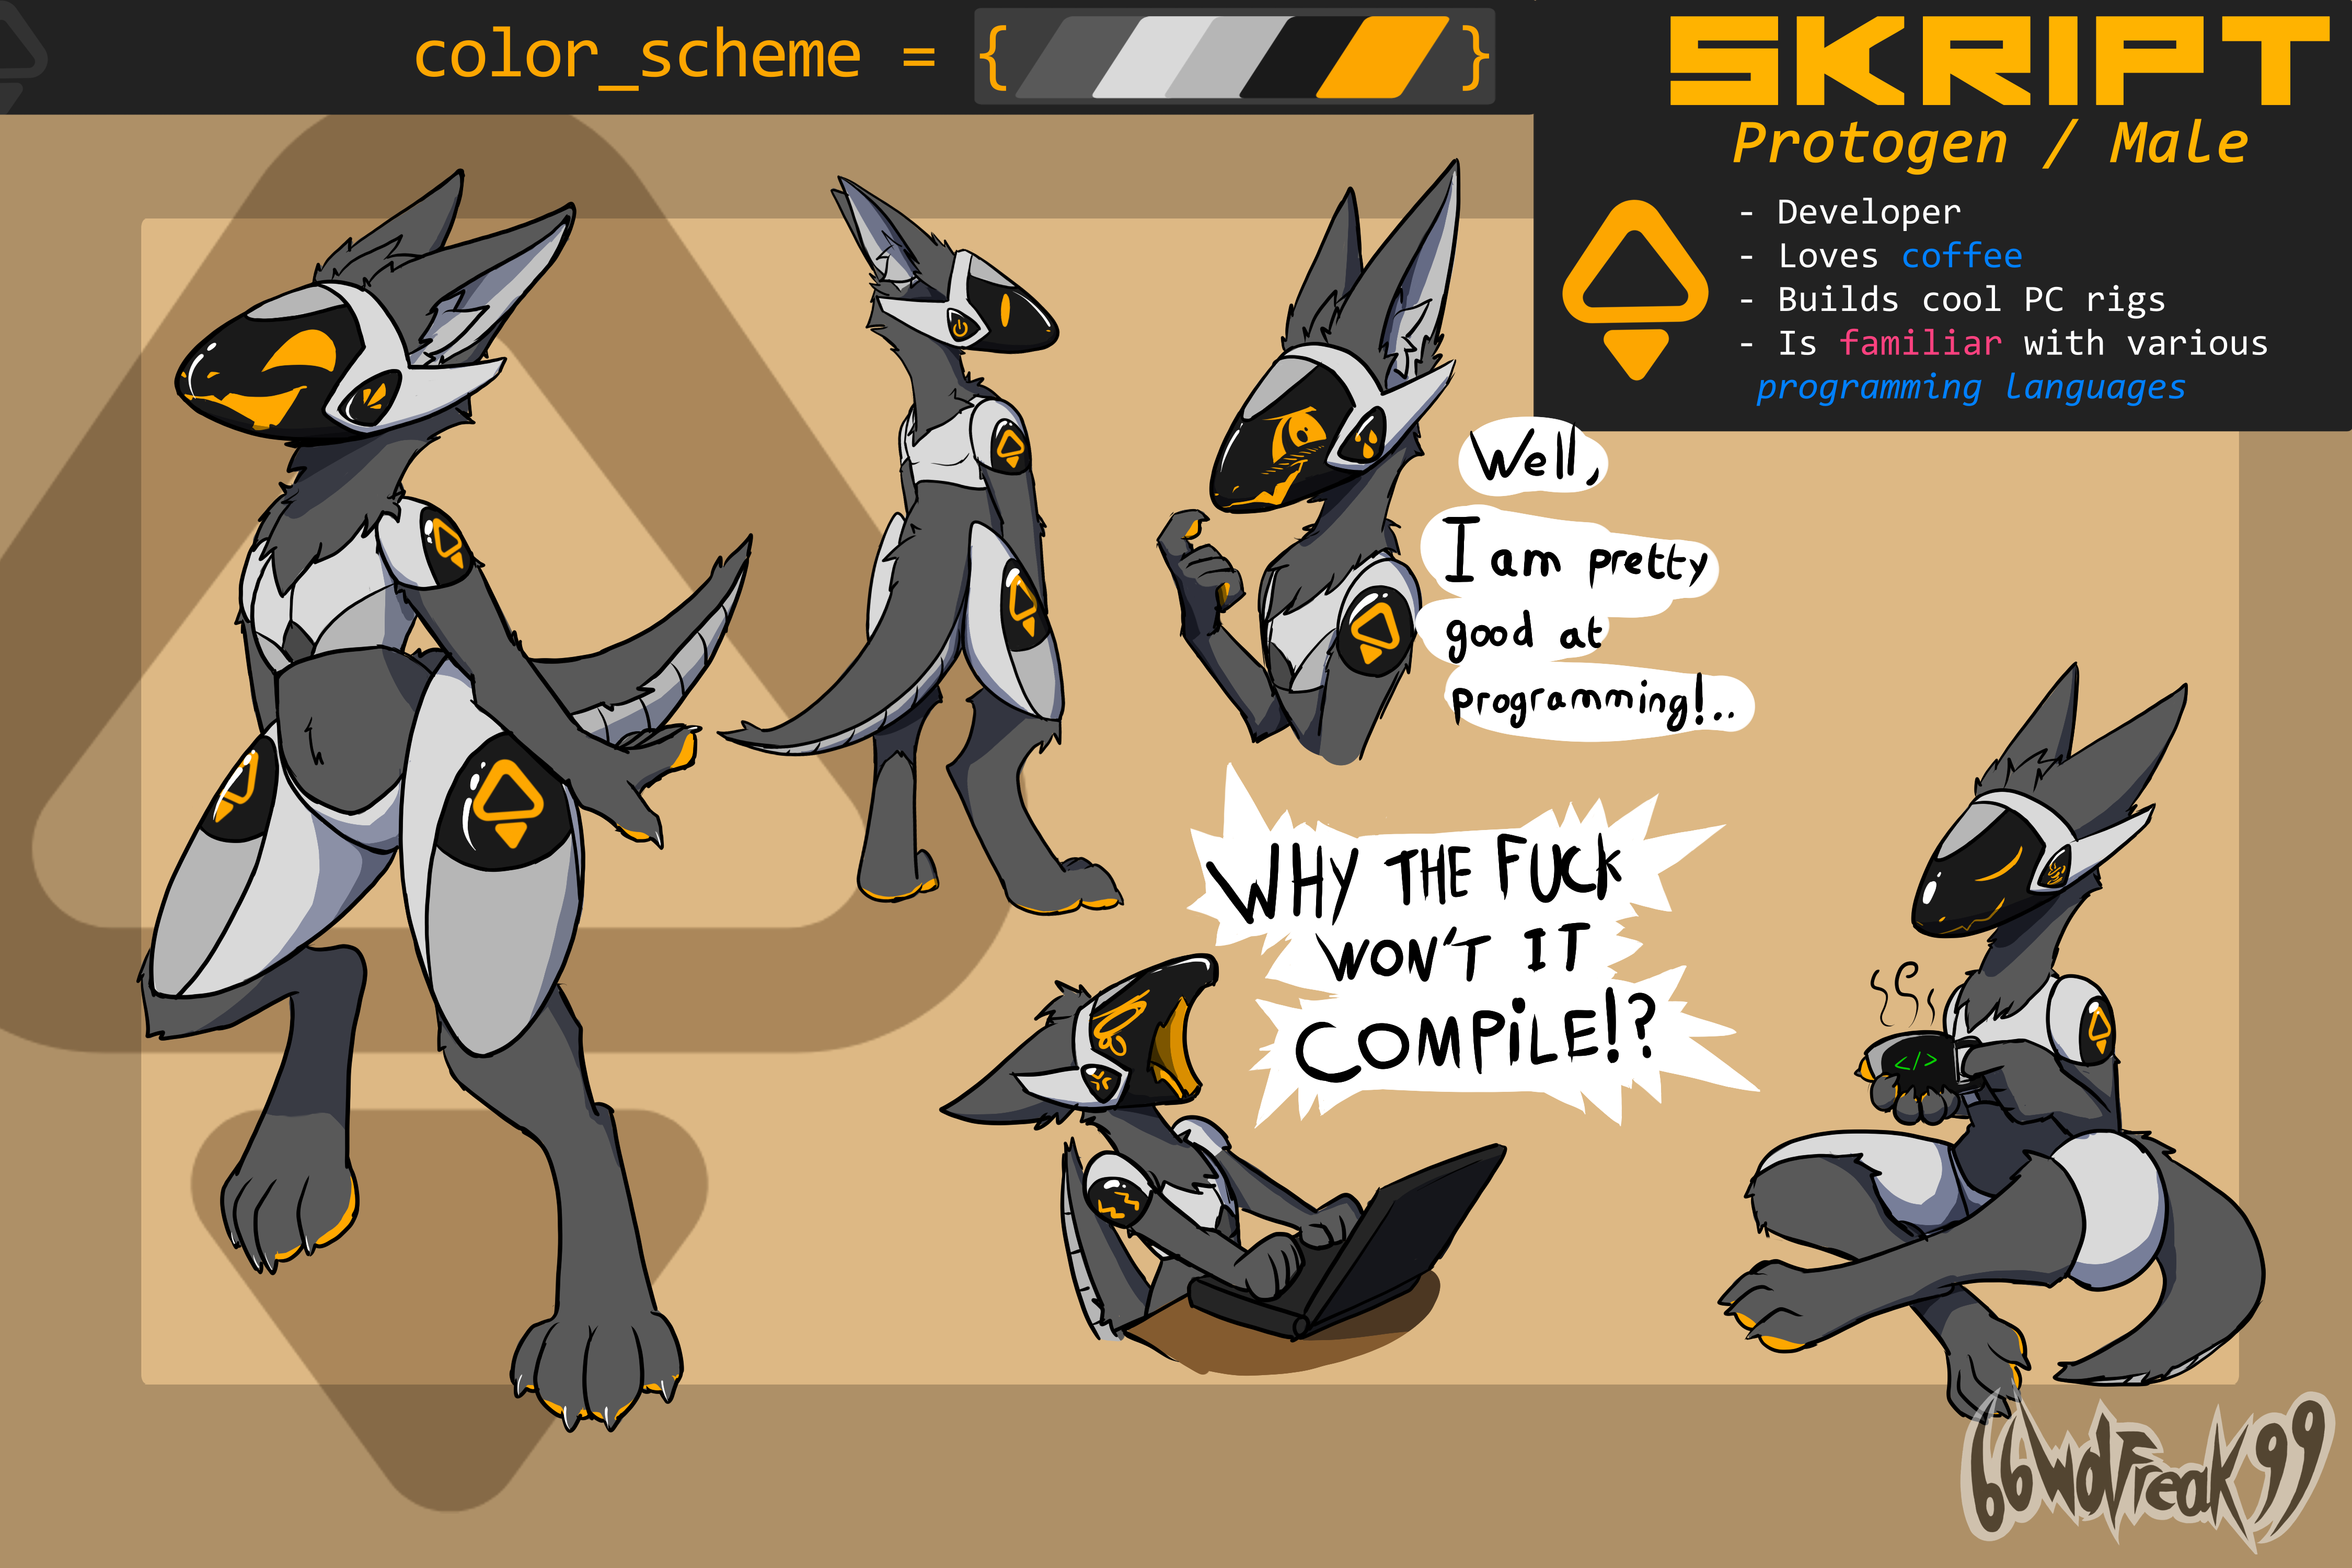 color_scheme = { }
SKRIPT
Protogen / Male
- Developer
- Loves coffee
- Builds cool PC rigs
- Is familiar with various
programming languages
Well,
I am pretty
good at
programming!..
WHY THE FUCK
WON'T IT
COMPILE!?
</>
66WolfFreak99